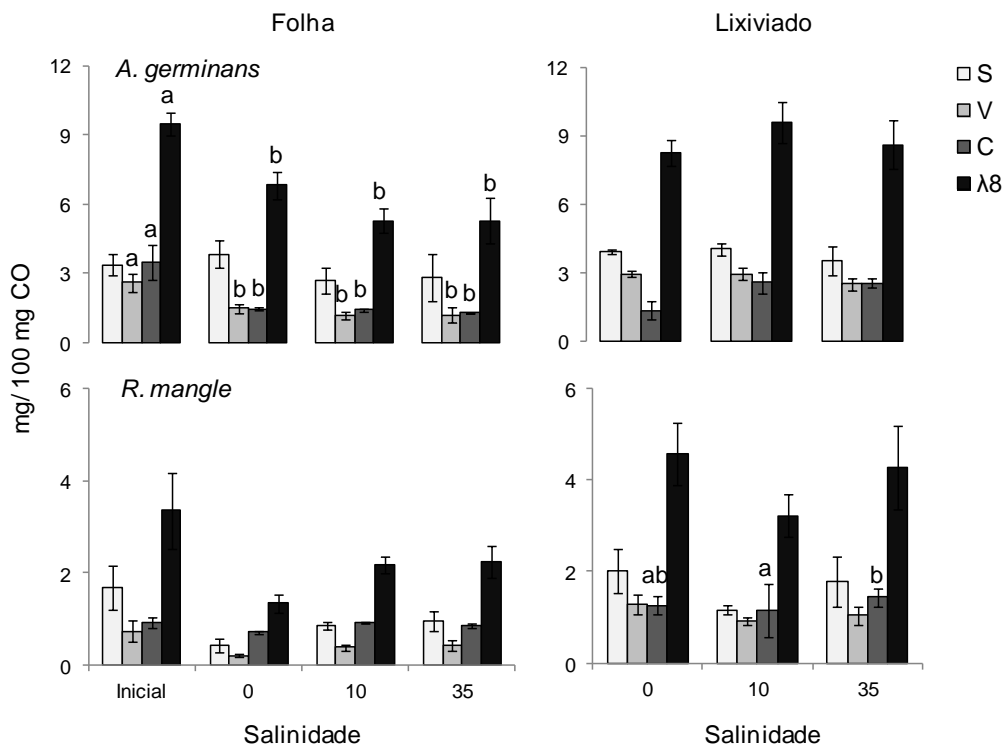 Folha
Lixiviado
mg/100 mg CO
A. germinans
12
9
6
3
0
a
a
a
b
b
b
b
b
b
b
b
b
12
9
6
3
0
S
V
C
λ8
R. mangle
6
4
2
0
Inicial
0
10
35
Salinidade
6
4
2
0
ab
a
b
0
10
35
Salinidade